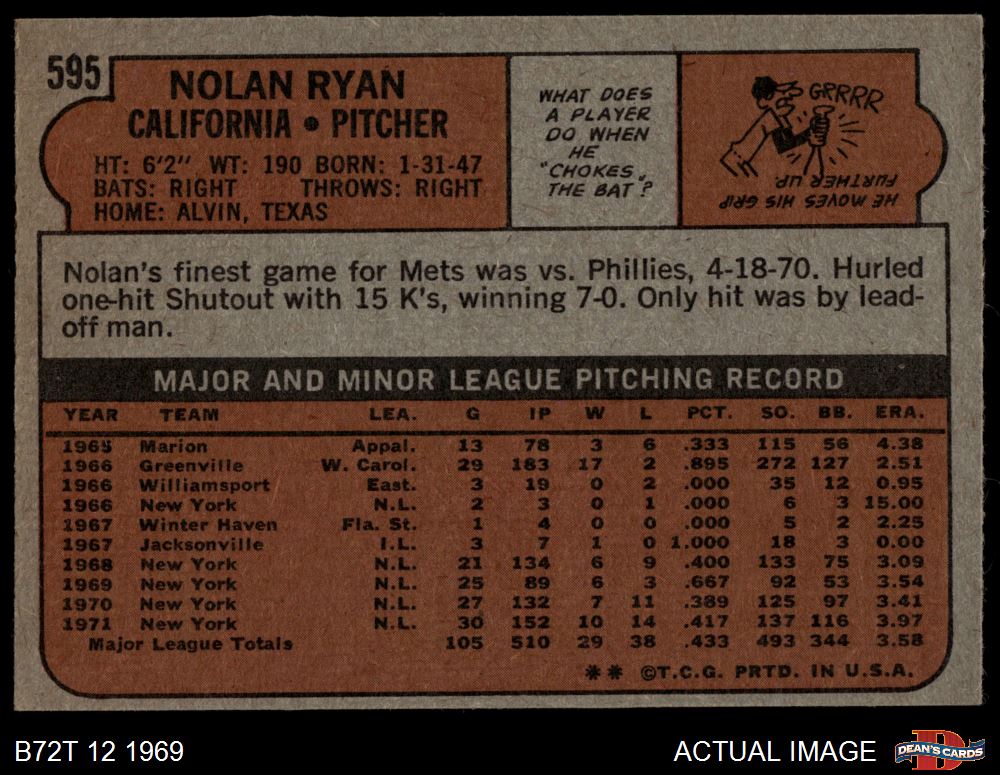 595
NOLAN RYAN
CALIFORNIA • PITCHER
HT: 6'2" WT: 190 BORN: 1-31-47
BATS: RIGHT THROWS: RIGHT
HOME: ALVIN, TEXAS
WHAT DOES
A PLAYER
DO WHEN
HE
"CHOKES"
THE BAT?
GRRRR
HE MOVES HIS GRIP
FURTHER UP.
Nolan's finest game for Mets was vs. Phillies, 4-18-70. Hurled
one-hit Shutout with 15 K's, winning 7-0. Only hit was by lead-
off man.
MAJOR AND MINOR LEAGUE PITCHING RECORD
YEAR TEAM LEA. G IP W L PCT. SO. BB. ERA.
1965 Marion Appal. 13 78 3 6 .333 115 56 4.38
1966 Greenville W. Carol. 29 183 17 2 .895 272 127 2.51
1966 Williamsport East. 3 19 0 2 .000 35 12 0.95
1966 New York N.L. 2 3 0 1 .000 6 3 15.00
1967 Winter Haven Fla. St. 1 4 0 0 .000 5 2 2.25
1967 Jacksonville I.L. 3 7 1 0 1.000 18 3 0.00
1968 New York N.L. 21 134 6 9 .400 133 75 3.09
1969 New York N.L. 25 89 6 3 .667 92 53 3.54
1970 New York N.L. 27 132 7 11 .389 125 97 3.41
1971 New York N.L. 30 152 10 14 .417 137 116 3.97
Major League Totals 105 510 29 38 .433 493 344 3.58
** ©T.C.G. PRTD. IN U.S.A.
B72T 12 1969
ACTUAL IMAGE
DEAN'S CARDS